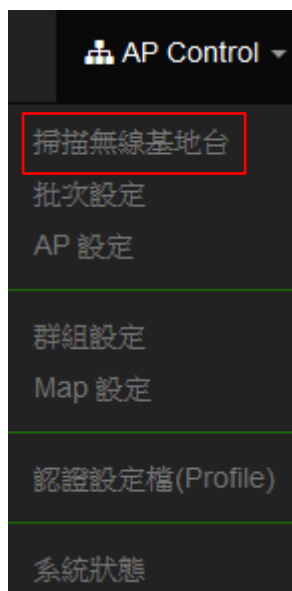 AP Control
掃描無線基地台
批次設定
AP 設定
群組設定
Map 設定
認證設定檔(Profile)
系統狀態